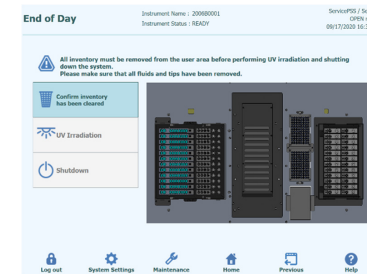 End of Day
Instrument Name : 200680001
Instrument Status : READY
ServicePSS / Su
OPEN
09/17/2020 16:3
All inventory must be removed from the user area before performing UV irradiation and shutting
down the system.
Please make sure that all fluids and tips have been removed.
Confirm inventory
has been cleared
UV Irradiation
Shutdown
Log out
System Settings
Maintenance
Home
Previous
Help